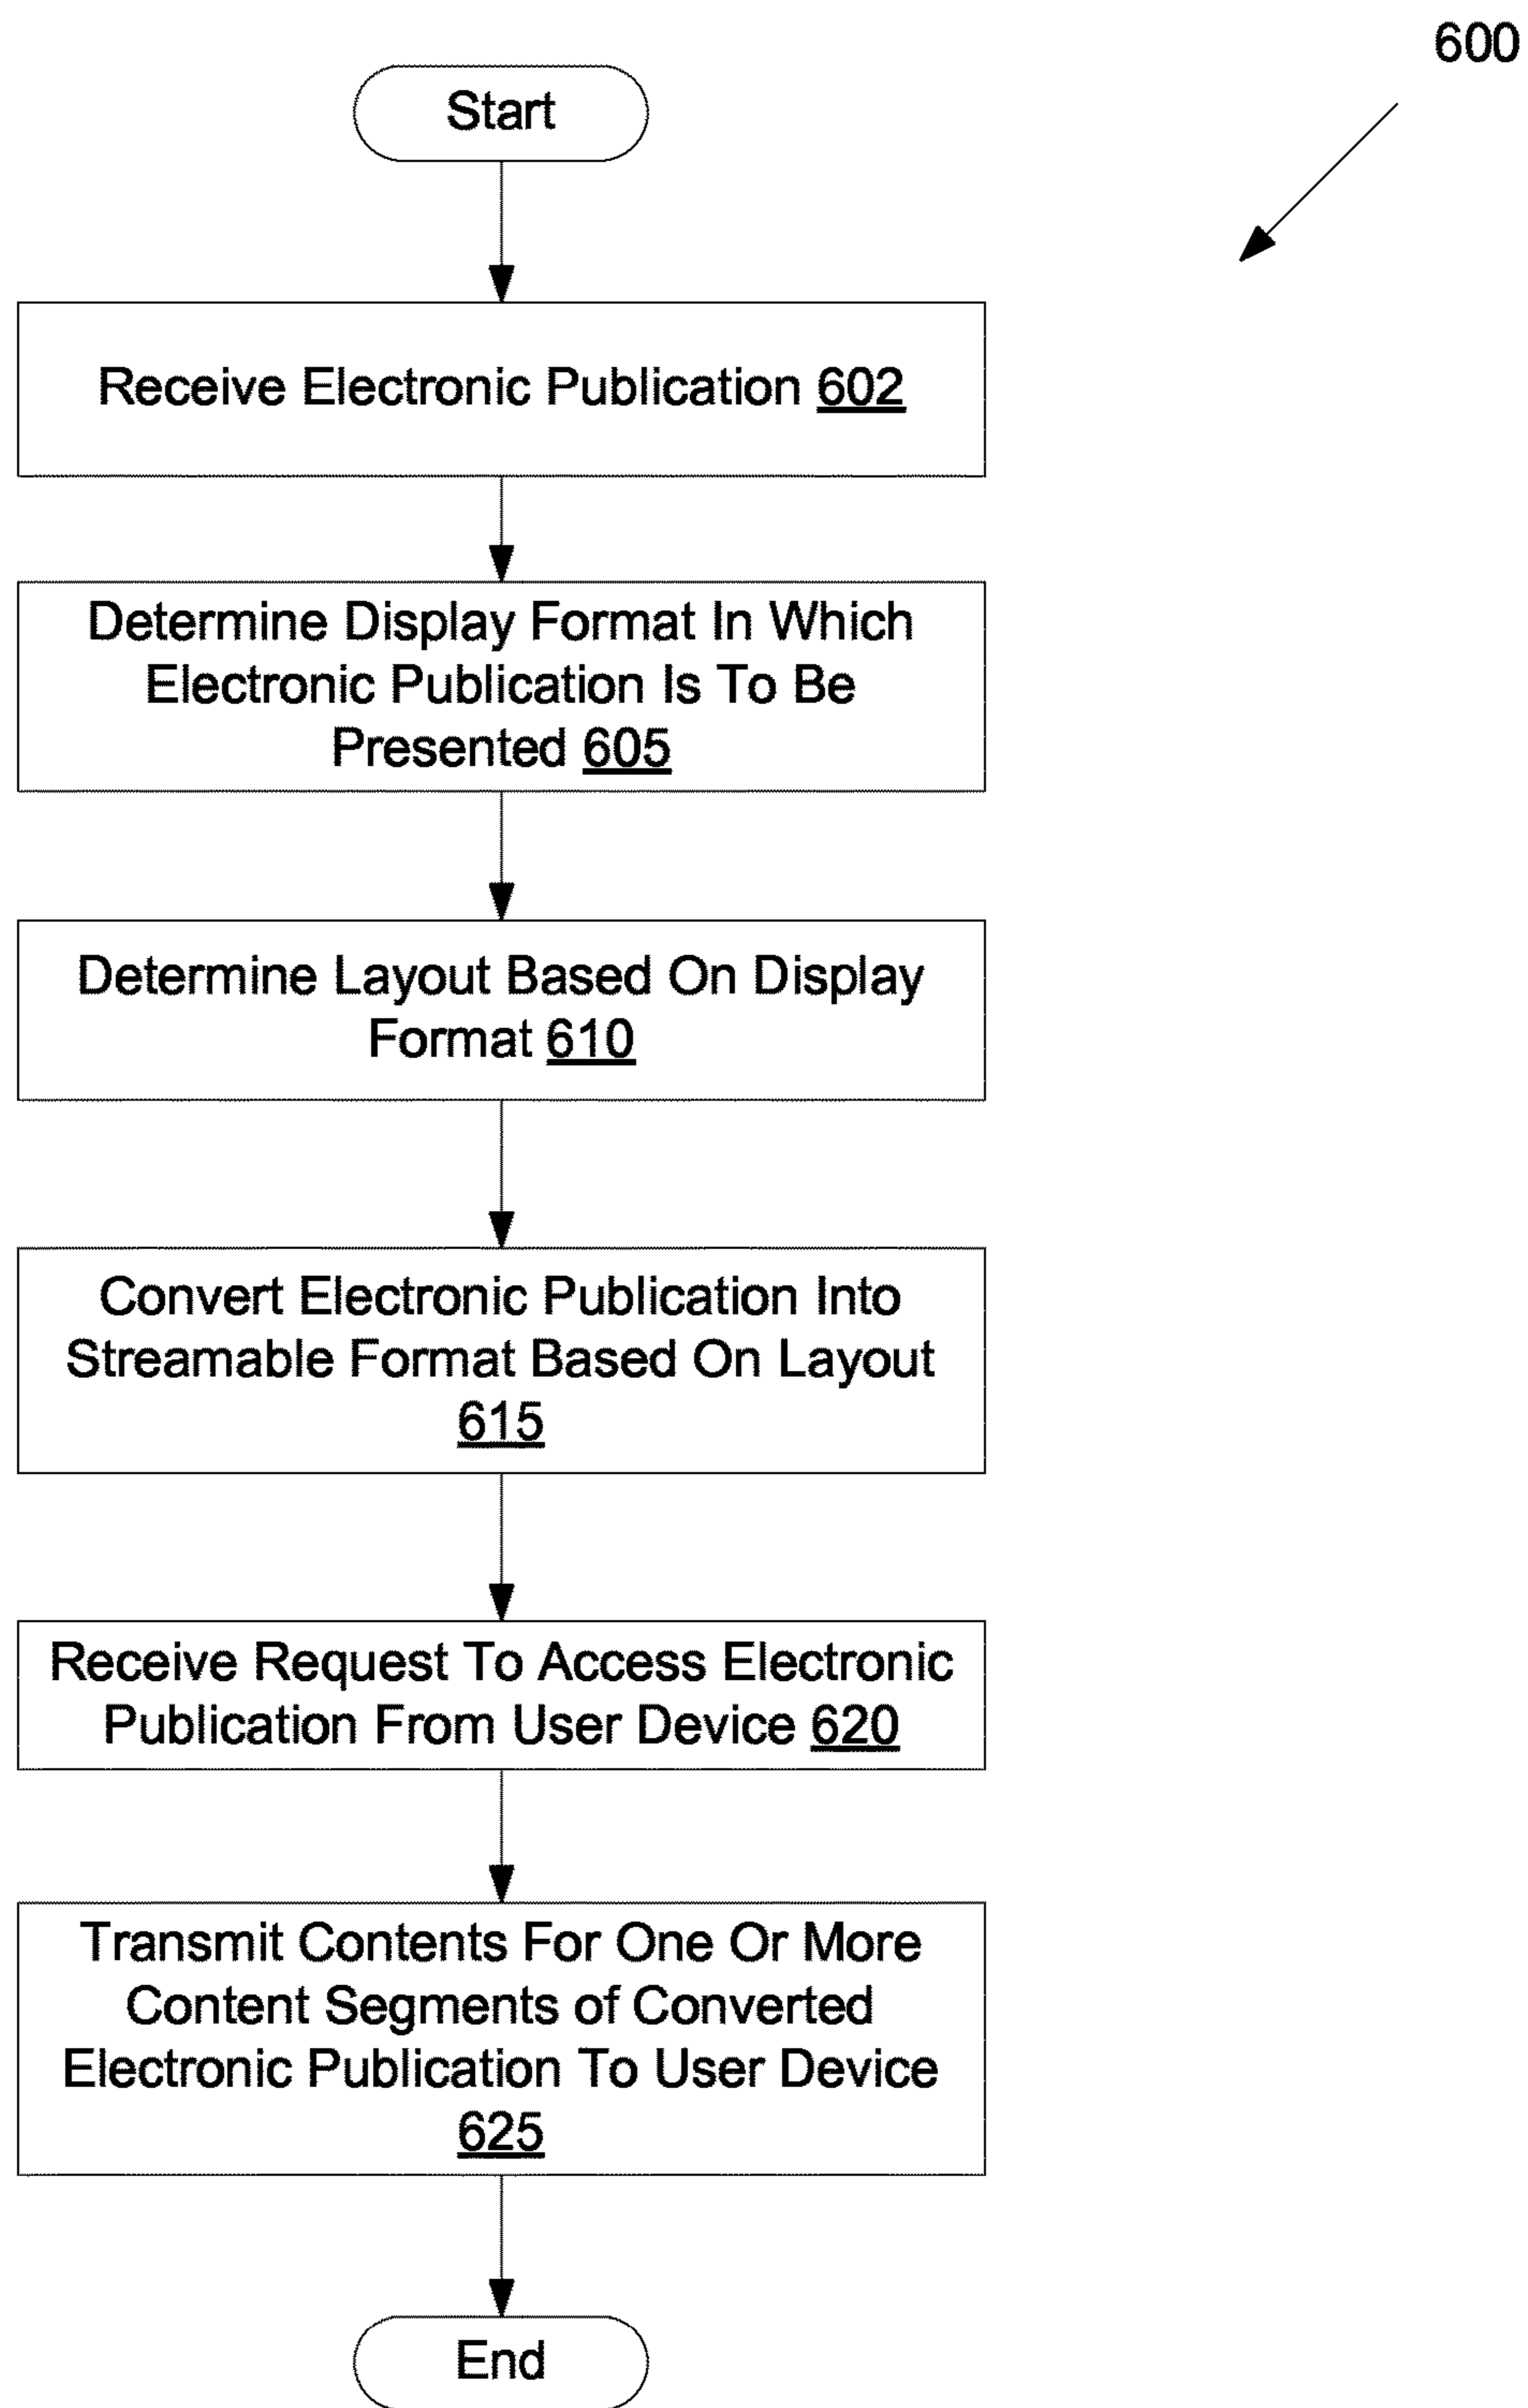 600
Start
Receive Electronic Publication 602
Determine Display Format In Which
Electronic Publication Is To Be
Presented 605
Determine Layout Based On Display
Format 610
Convert Electronic Publication Into
Streamable Format Based On Layout
615
Receive Request To Access Electronic
Publication From User Device 620
Transmit Contents For One Or More
Content Segments of Converted
Electronic Publication To User Device
625
End